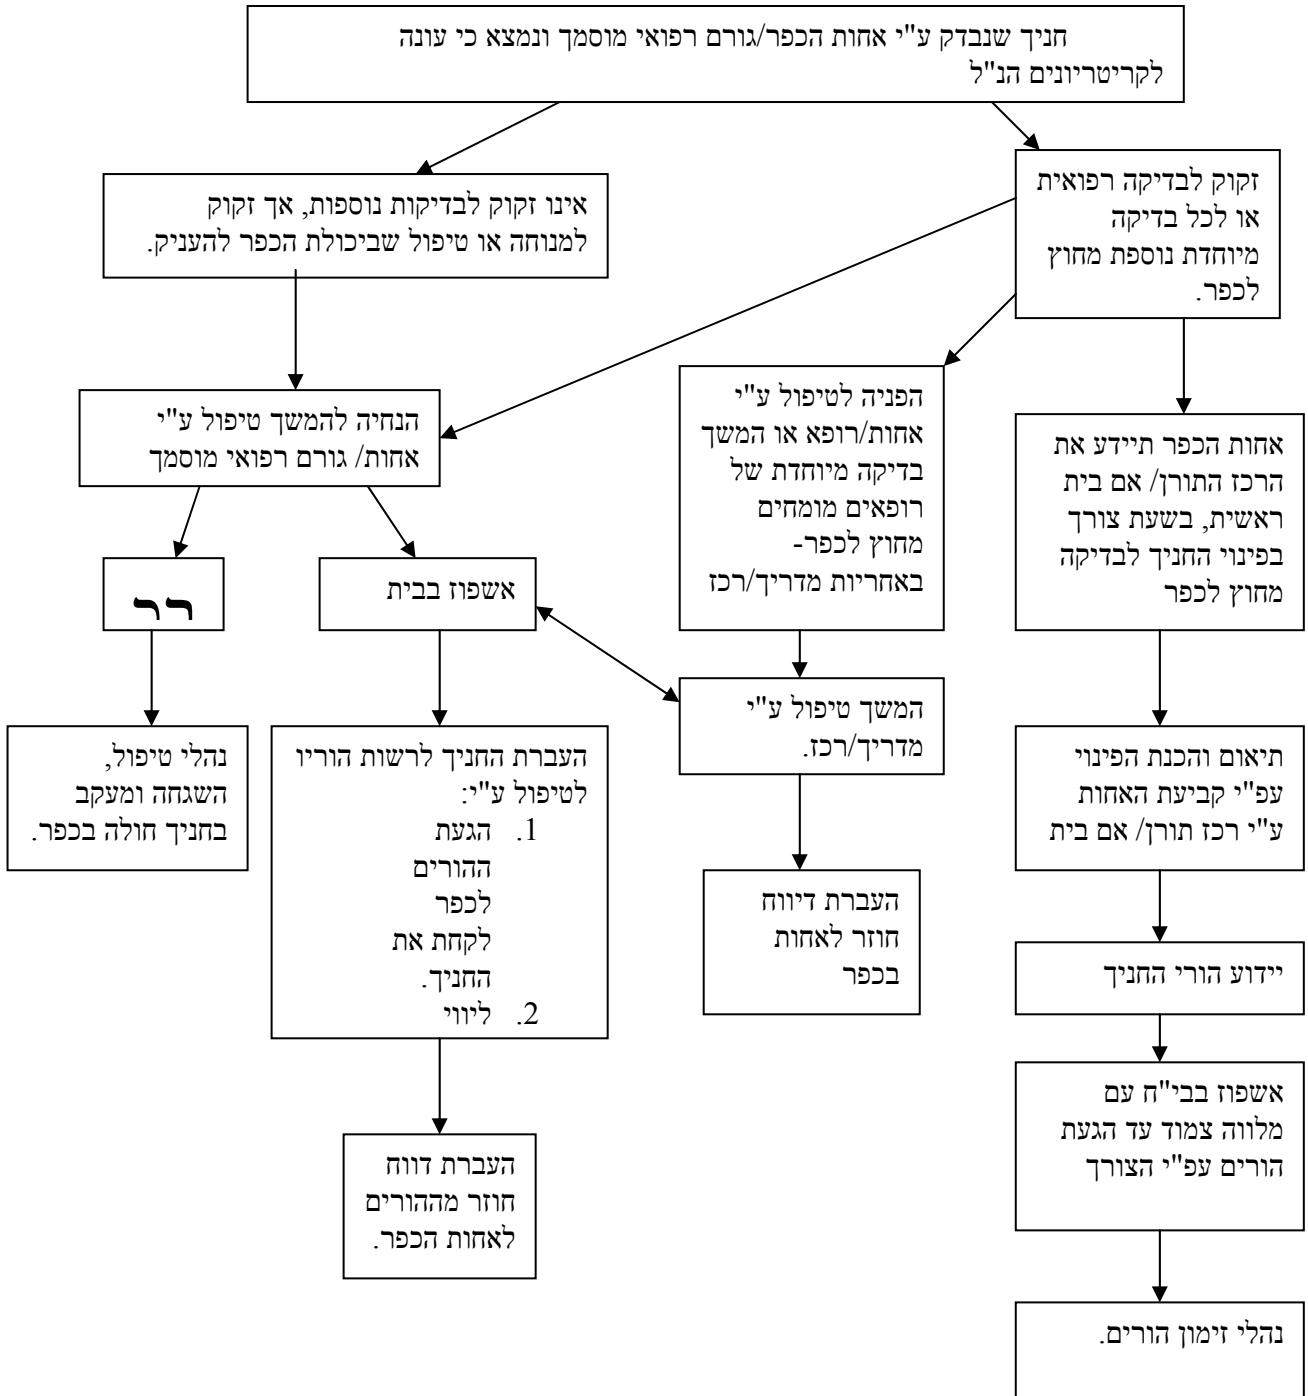 חניך שנבדק ע"י אחות הכפר/גורם רפואי מוסמך ונמצא כי עונה
לקריטריונים הנ"ל
זקוק לבדיקה רפואית
או לכל בדיקה
מיוחדת נוספת מחוץ
לכפר.
אינו זקוק לבדיקות נוספות, אך זקוק
למנוחה או טיפול שביכולת הכפר להעניק.
הפניה לטיפול ע"י
אחות/רופא או המשך
בדיקה מיוחדת של
רופאים מומחים
מחוץ לכפר-
באחריות מדריך/רכז
הנחיה להמשך טיפול ע"י
אחות/ גורם רפואי מוסמך
אחות הכפר תיידע את
הרכז התורן/ אם בית
ראשית, בשעת צורך
בפינוי החניך לבדיקה
מחוץ לכפר
אשפוז בבית
רר
המשך טיפול ע"י
מדריך/רכז.
תיאום והכנת הפינוי
עפ"י קביעת האחות
ע"י רכז תורן/ אם בית
העברת החניך לרשות הוריו
לטיפול ע"י:
1. הגעת
ההורים
לכפר
לקחת את
החניך.
2. ליווי
נהלי טיפול,
השגחה ומעקב
בחניך חולה בכפר.
העברת דיווח
חוזר לאחות
בכפר
יידוע הורי החניך
אשפוז בבי"ח עם
מלווה צמוד עד הגעת
הורים עפ"י הצורך
העברת דווח
חוזר מההורים
לאחות הכפר.
נהלי זימון הורים.